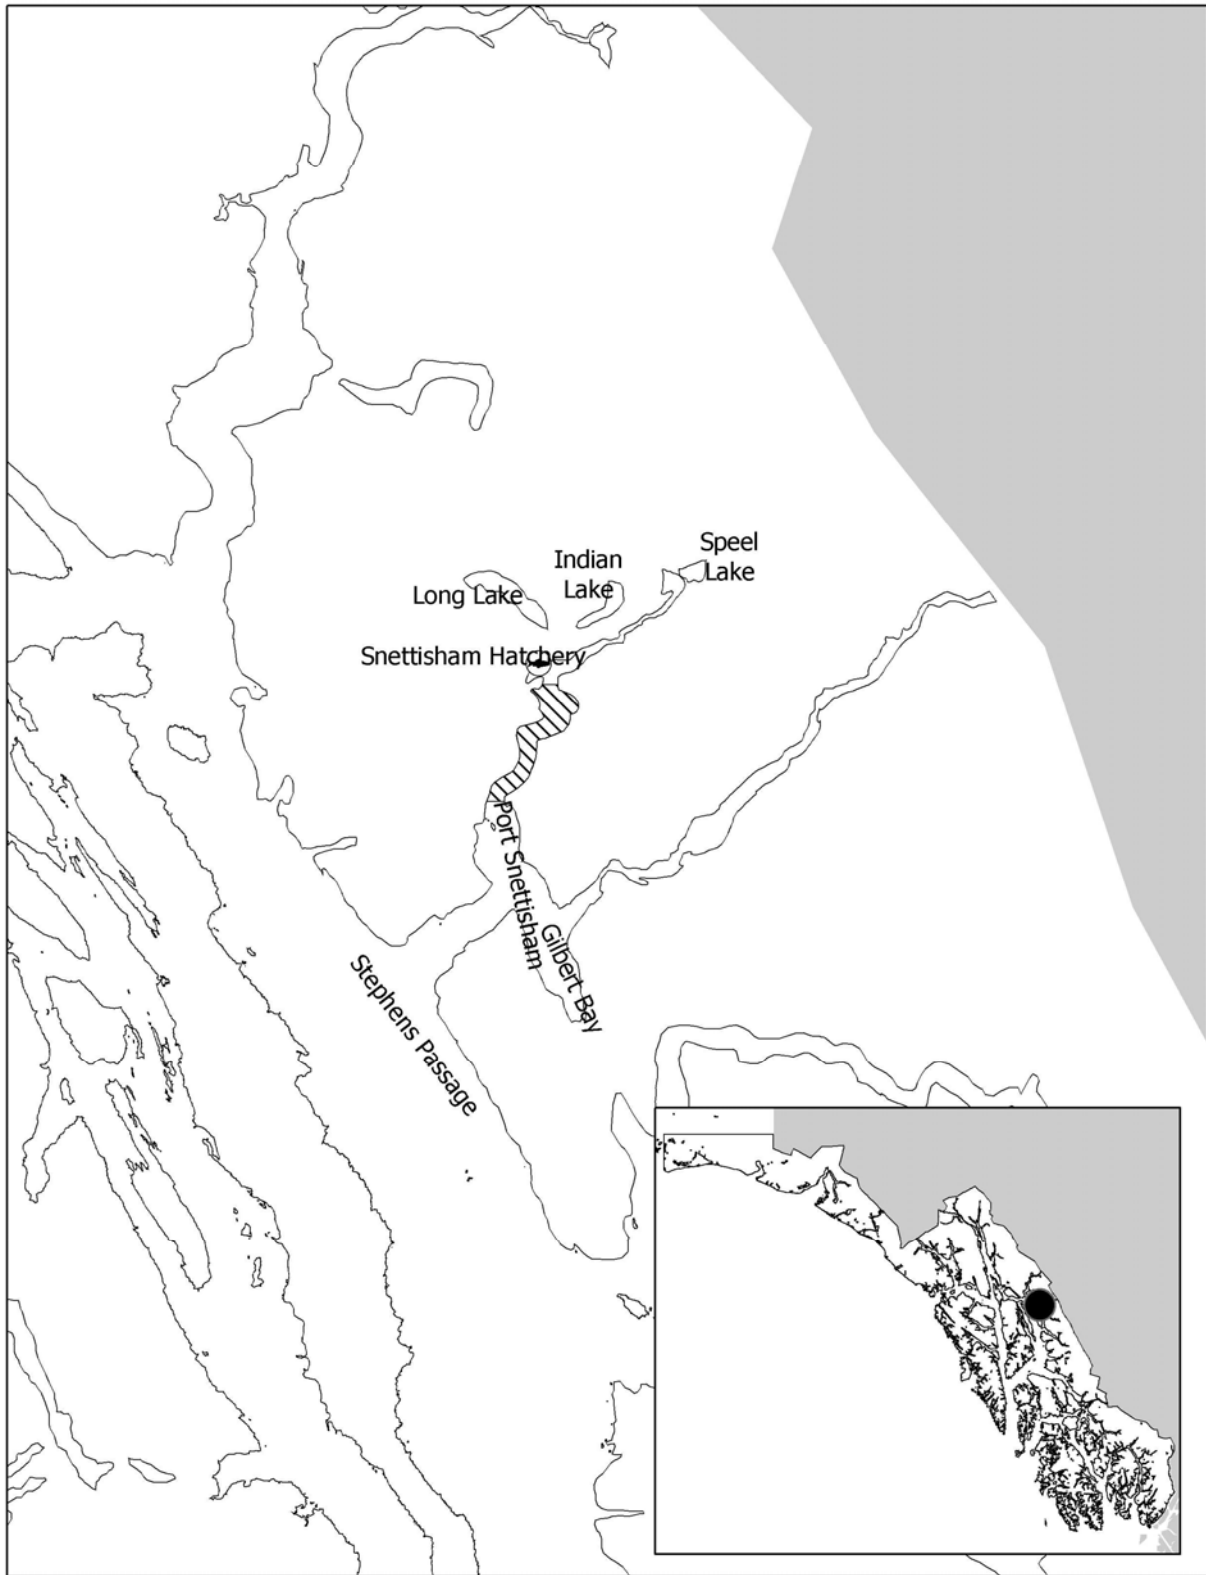 Speel
Lake
Indian
Lake
Long Lake
Snettisham Hatchery
Port Snettisham
Gilbert Bay
Stephens Passage